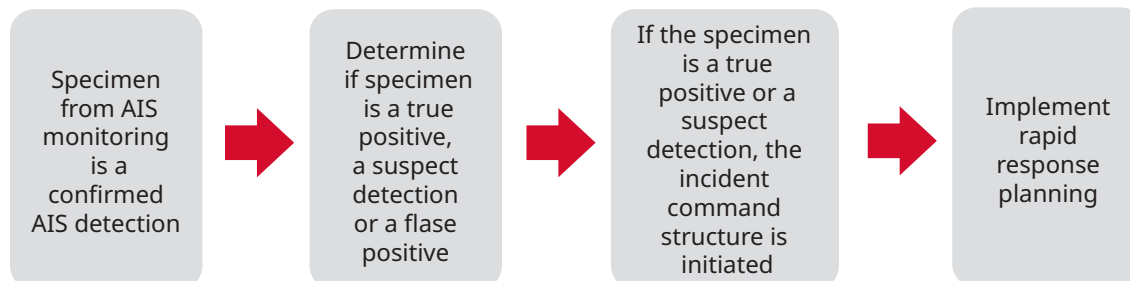 Specimen
from AIS
monitoring
is a
confirmed
AIS detection
Determine
if specimen
is a true
positive,
a suspect
detection
or a flase
positive
If the specimen
is a true
positive or a
suspect
detection, the
incident
command
structure is
initiated
Implement
rapid
response
planning